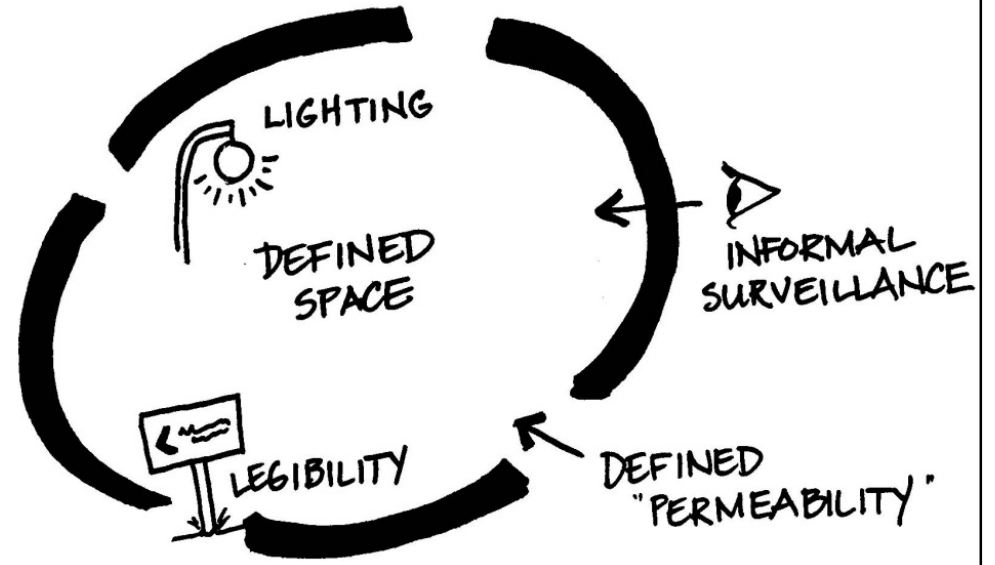 LIGHTING
DEFINED
SPACE
INFORMAL
SURVEILLANCE
LEGIBILITY
DEFINED
"PERMEABILITY"